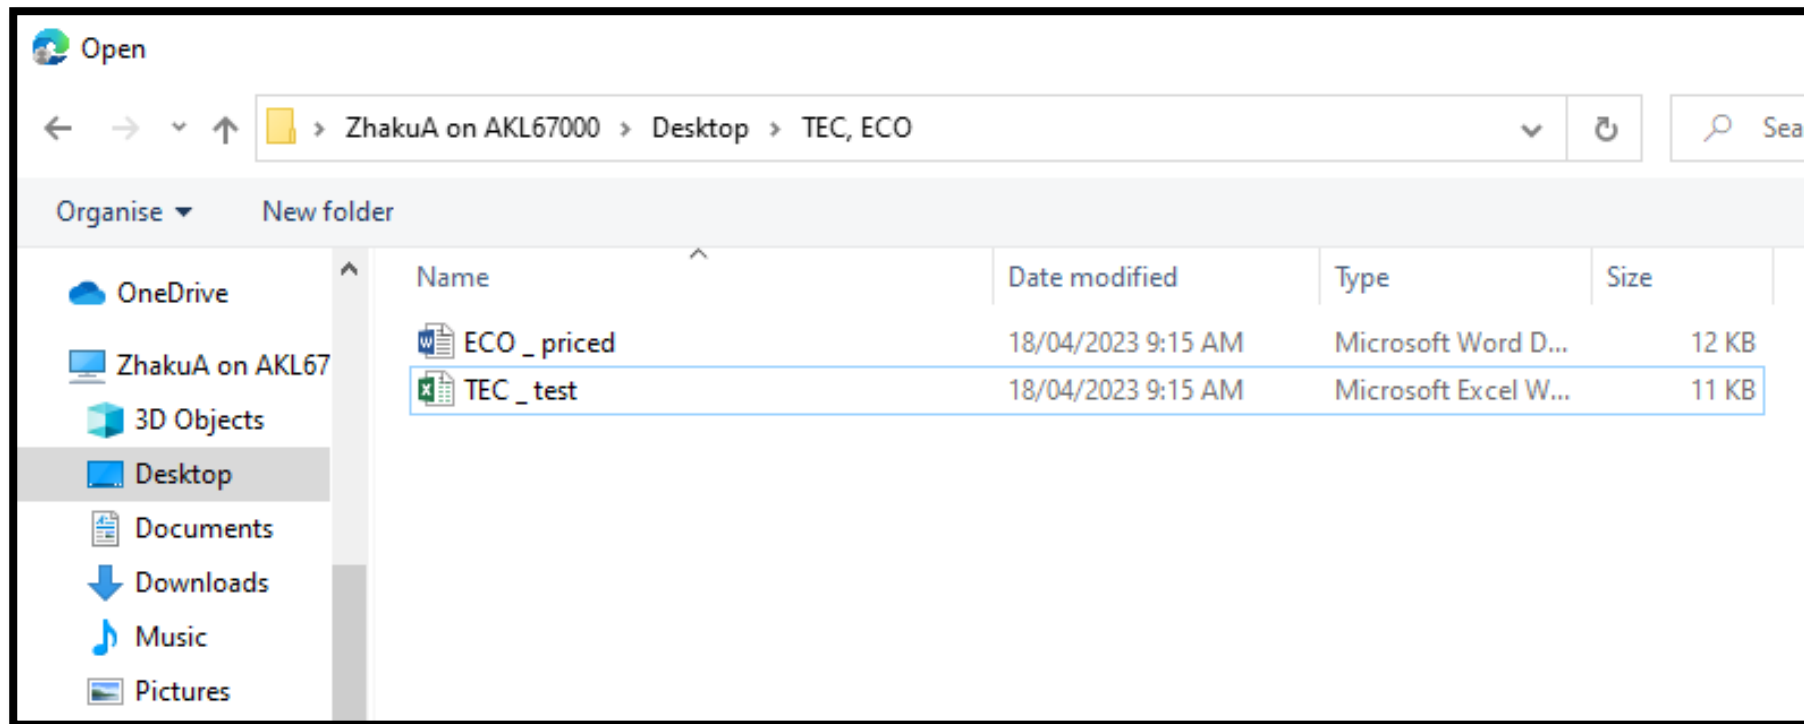 Open
ZhakuA on AKL67000 > Desktop > TEC, ECO
Sea
Organise
New folder
OneDrive
ZhakuA on AKL67
3D Objects
Desktop
Documents
Downloads
Music
Pictures
Name Date modified Type Size
ECO _ priced 18/04/2023 9:15 AM Microsoft Word D... 12 KB
TEC _ test 18/04/2023 9:15 AM Microsoft Excel W... 11 KB